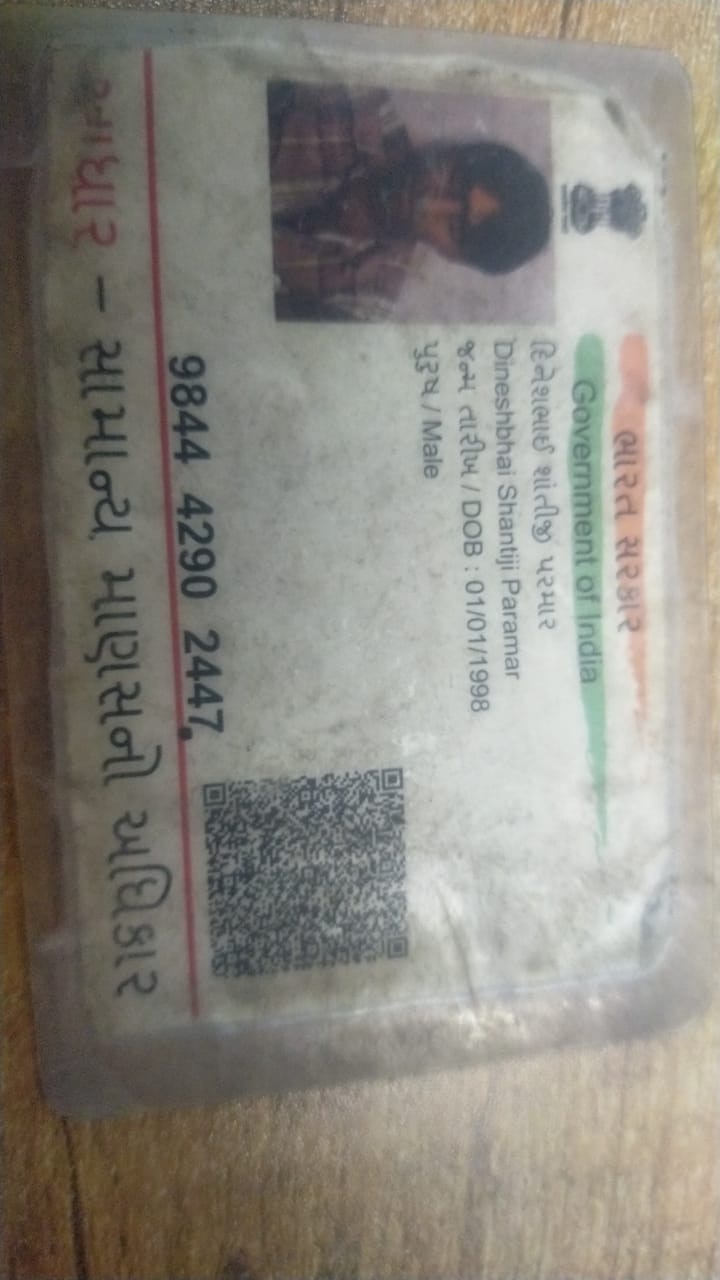 ભારત સરકાર
Government of India
દિનેશભાઈ શાંતીજી પરમાર
Dineshbhai Shantiji Paramar
જન્મ તારીખ / DOB : 01/01/1998
પુરુષ / Male
9844 4290 2447
આધાર – સામાન્ય માણસનો અધિકાર